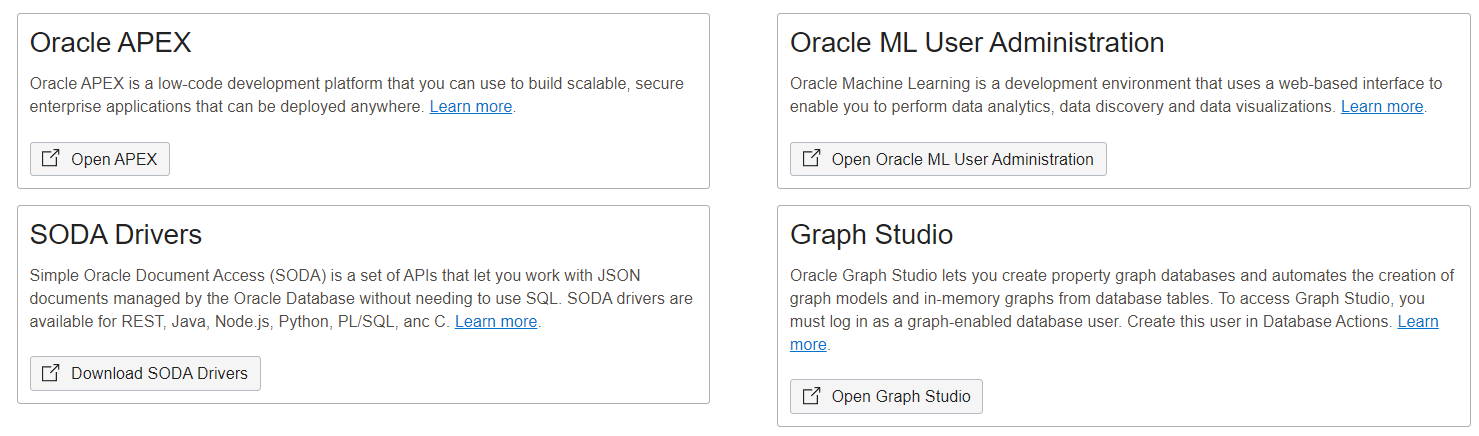 Oracle APEX
Oracle APEX is a low-code development platform that you can use to build scalable, secure
enterprise applications that can be deployed anywhere. Learn more.
Open APEX
Oracle ML User Administration
Oracle Machine Learning is a development environment that uses a web-based interface to
enable you to perform data analytics, data discovery and data visualizations. Learn more.
Open Oracle ML User Administration
SODA Drivers
Simple Oracle Document Access (SODA) is a set of APIs that let you work with JSON
documents managed by the Oracle Database without needing to use SQL. SODA drivers are
available for REST, Java, Node.js, Python, PL/SQL, anc C. Learn more.
Download SODA Drivers
Graph Studio
Oracle Graph Studio lets you create property graph databases and automates the creation of
graph models and in-memory graphs from database tables. To access Graph Studio, you
must log in as a graph-enabled database user. Create this user in Database Actions. Learn
more.
Open Graph Studio